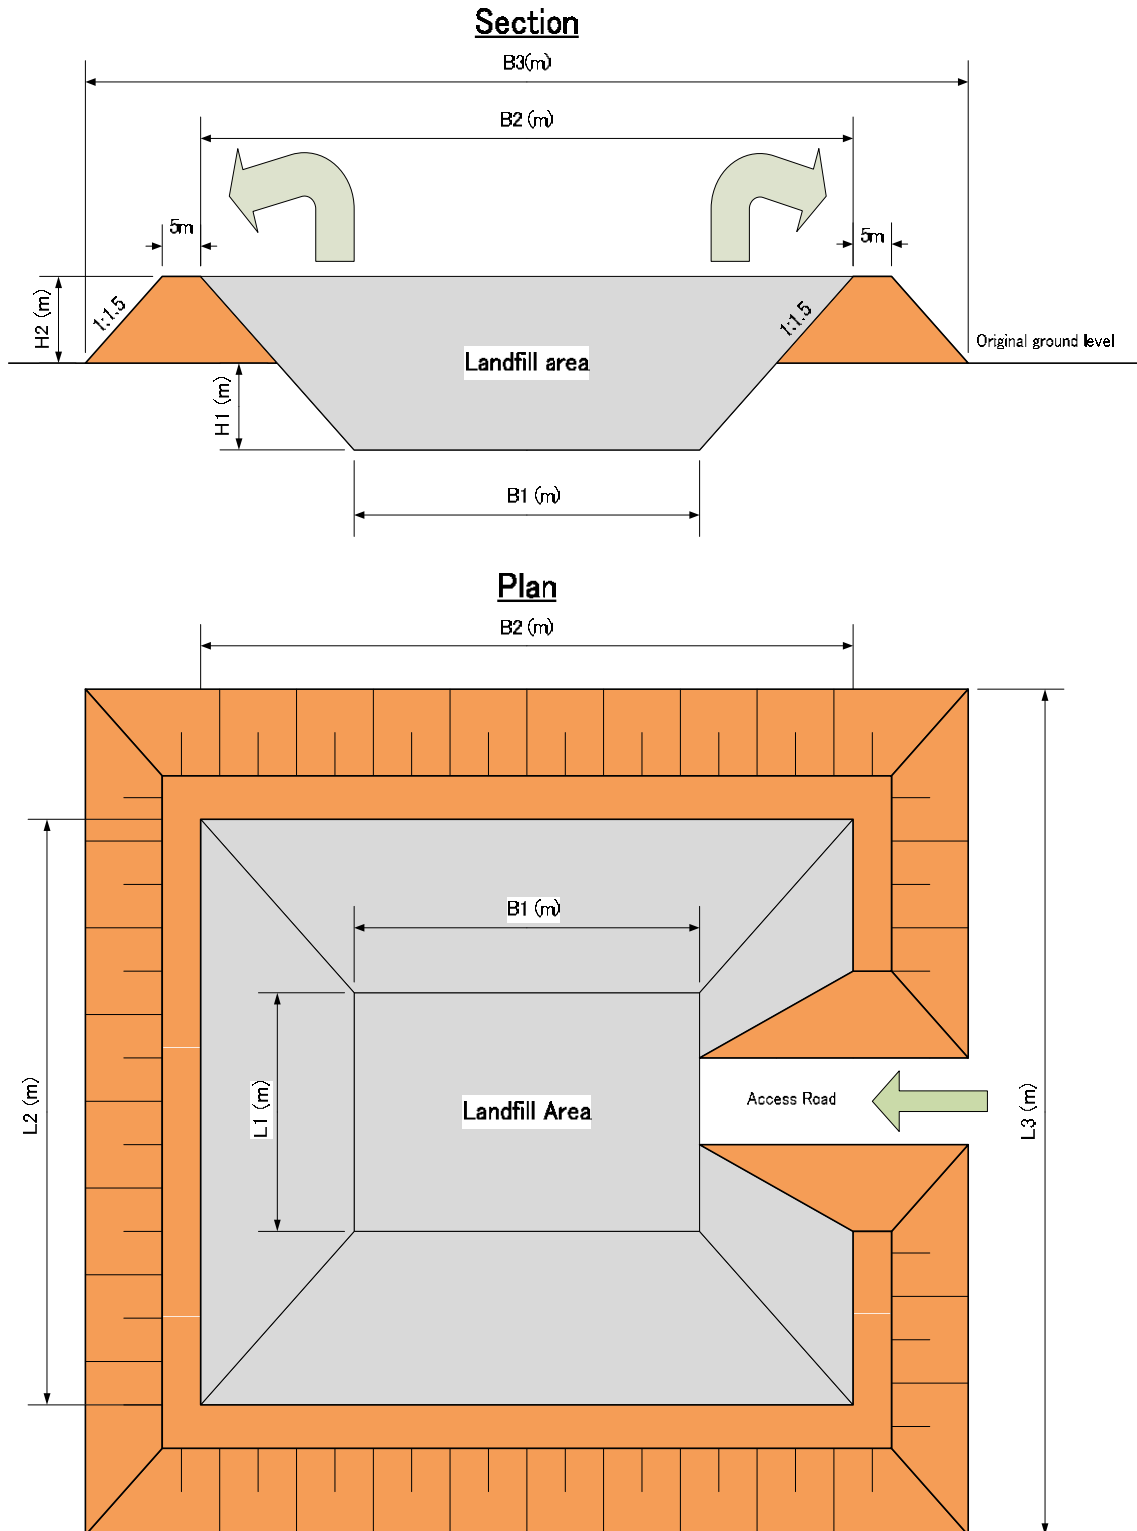 Section
B3(m)
B2 (m)
5m
5m
H2 (m)
1:1.5
1:1.5
Original ground level
Landfill area
H1 (m)
B1 (m)
Plan
B2 (m)
B1 (m)
L2 (m)
L1 (m)
Landfill Area
Access Road
L3 (m)